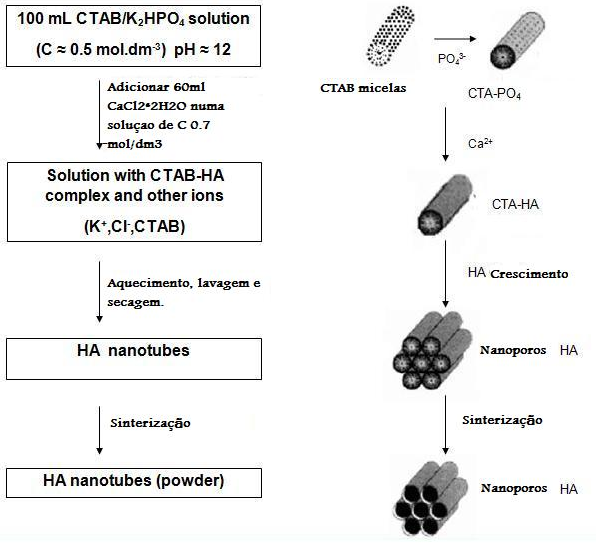 100 mL CTAB/K₂HPO₄ solution
(C ≈ 0.5 mol.dm⁻³) pH ≈ 12
Adicionar 60ml
CaCl2•2H2O numa
soluçao de C 0.7
mol/dm3
Solution with CTAB-HA
complex and other ions
(K⁺,Cl⁻,CTAB)
Aquecimento, lavagem e
secagem.
HA nanotubes
Sinterização
HA nanotubes (powder)
CTAB micelas
PO₄³⁻
CTA-PO₄
Ca²⁺
CTA-HA
HA Crescimento
Nanoporos HA
Sinterização
Nanoporos HA